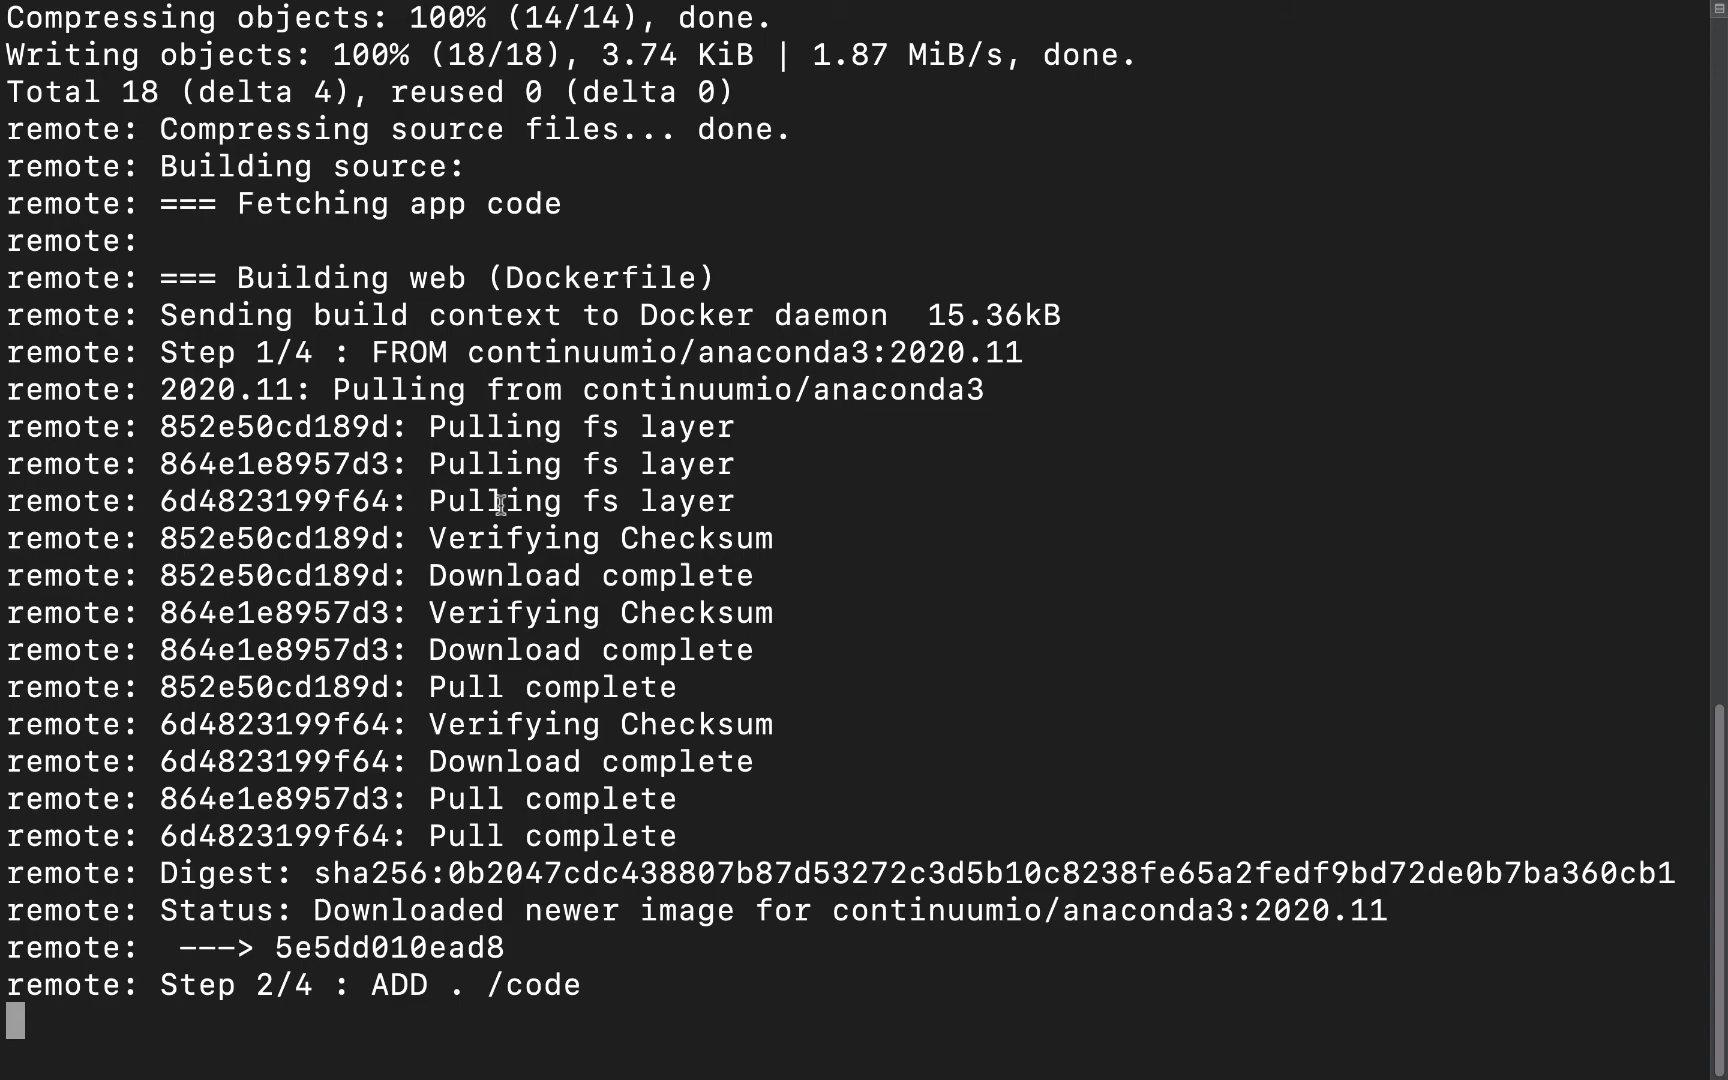 Compressing objects: 100% (14/14), done.
Writing objects: 100% (18/18), 3.74 KiB | 1.87 MiB/s, done.
Total 18 (delta 4), reused 0 (delta 0)
remote: Compressing source files... done.
remote: Building source:
remote: === Fetching app code
remote:
remote: === Building web (Dockerfile)
remote: Sending build context to Docker daemon  15.36kB
remote: Step 1/4 : FROM continuumio/anaconda3:2020.11
remote: 2020.11: Pulling from continuumio/anaconda3
remote: 852e50cd189d: Pulling fs layer
remote: 864e1e8957d3: Pulling fs layer
remote: 6d4823199f64: Pulling fs layer
remote: 852e50cd189d: Verifying Checksum
remote: 852e50cd189d: Download complete
remote: 864e1e8957d3: Verifying Checksum
remote: 864e1e8957d3: Download complete
remote: 852e50cd189d: Pull complete
remote: 6d4823199f64: Verifying Checksum
remote: 6d4823199f64: Download complete
remote: 864e1e8957d3: Pull complete
remote: 6d4823199f64: Pull complete
remote: Digest: sha256:0b2047cdc438807b87d53272c3d5b10c8238fe65a2fedf9bd72de0b7ba360cb1
remote: Status: Downloaded newer image for continuumio/anaconda3:2020.11
remote:  ---> 5e5dd010ead8
remote: Step 2/4 : ADD . /code